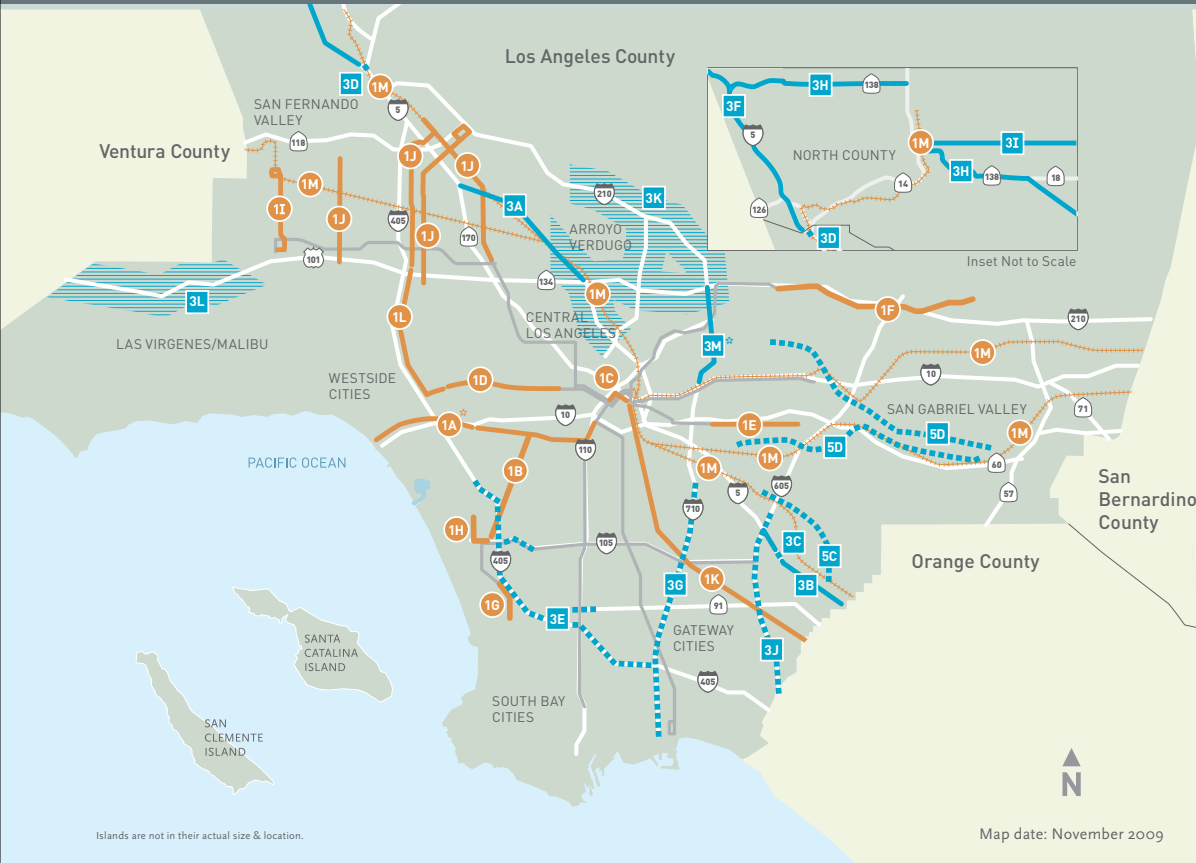 Los Angeles County
3D
1M
5
SAN FERNANDO
VALLEY
118
Ventura County
1J
1J
1M
1I
1J
405
1J
170
3A
210
3K
ARROYO
VERDUGO
101
134
3L
1M
LAS VIRGENES/MALIBU
1L
CENTRAL
LOS ANGELES
3M*
3H
138
3F
5
NORTH COUNTY
1M
3I
3H
138
18
14
126
3D
Inset Not to Scale
1F
210
1M
10
WESTSIDE
CITIES
1D
1C
71
SAN GABRIEL VALLEY
1A*
10
1E
5D
1M
110
5D
1M
60
PACIFIC OCEAN
1B
1M
5
605
57
San
Bernardino
County
710
1H
405
105
3C
5C
Orange County
3G
1K
3B
1G
3E
91
GATEWAY
CITIES
3J
405
SANTA
CATALINA
ISLAND
SOUTH BAY
CITIES
SAN
CLEMENTE
ISLAND
N
Islands are not in their actual size & location.
Map date: November 2009